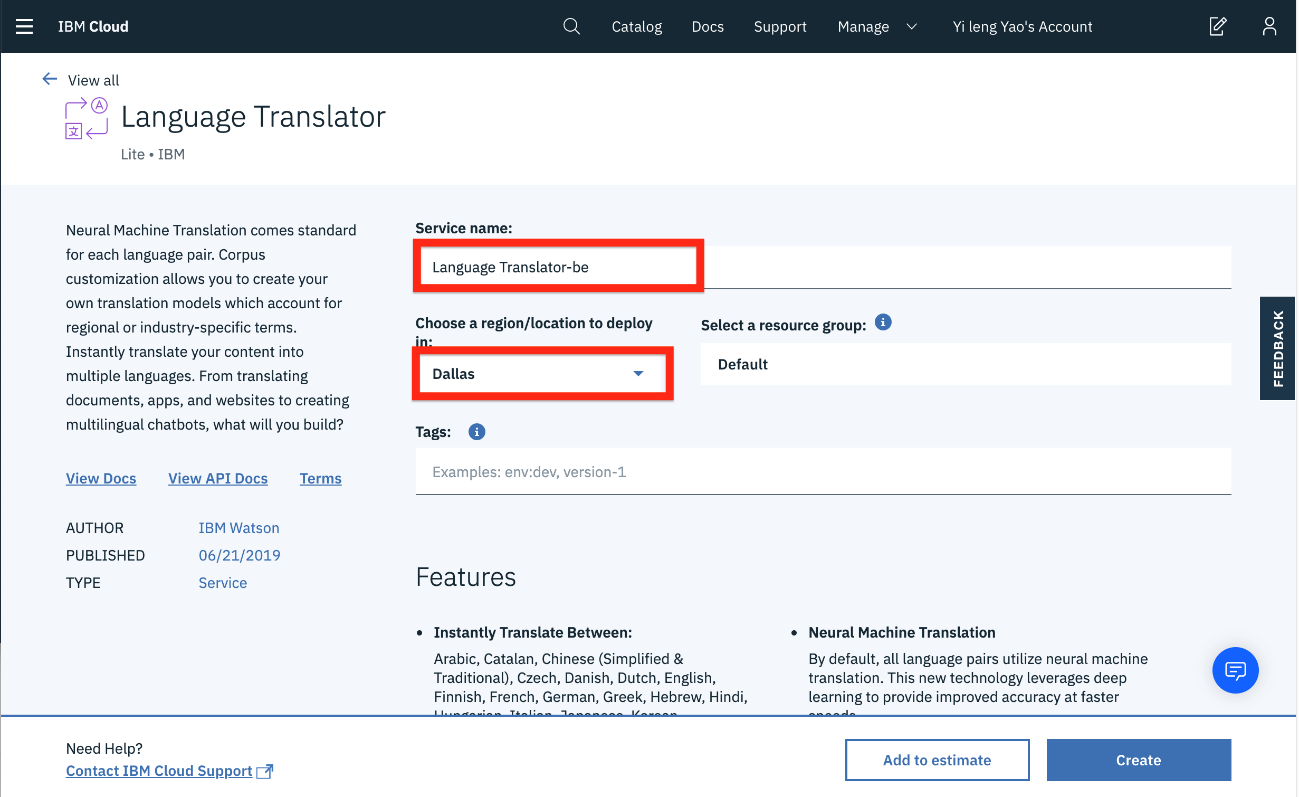 IBM Cloud
Catalog
Docs
Support
Manage
Yi leng Yao's Account
View all
Language Translator
Lite • IBM
Neural Machine Translation comes standard
for each language pair. Corpus
customization allows you to create your
own translation models which account for
regional or industry-specific terms.
Instantly translate your content into
multiple languages. From translating
documents, apps, and websites to creating
multilingual chatbots, what will you build?
View Docs
View API Docs
Terms
AUTHOR IBM Watson
PUBLISHED 06/21/2019
TYPE Service
Service name:
Language Translator-be
Choose a region/location to deploy
in:
Dallas
Select a resource group:
Default
Tags:
Examples: env:dev, version-1
Features
• Instantly Translate Between:
Arabic, Catalan, Chinese (Simplified &
Traditional), Czech, Danish, Dutch, English,
Finnish, French, German, Greek, Hebrew, Hindi,
Hungarian, Italian, Japanese, Korean,
• Neural Machine Translation
By default, all language pairs utilize neural machine
translation. This new technology leverages deep
learning to provide improved accuracy at faster
speeds.
FEEDBACK
Need Help?
Contact IBM Cloud Support
Add to estimate
Create